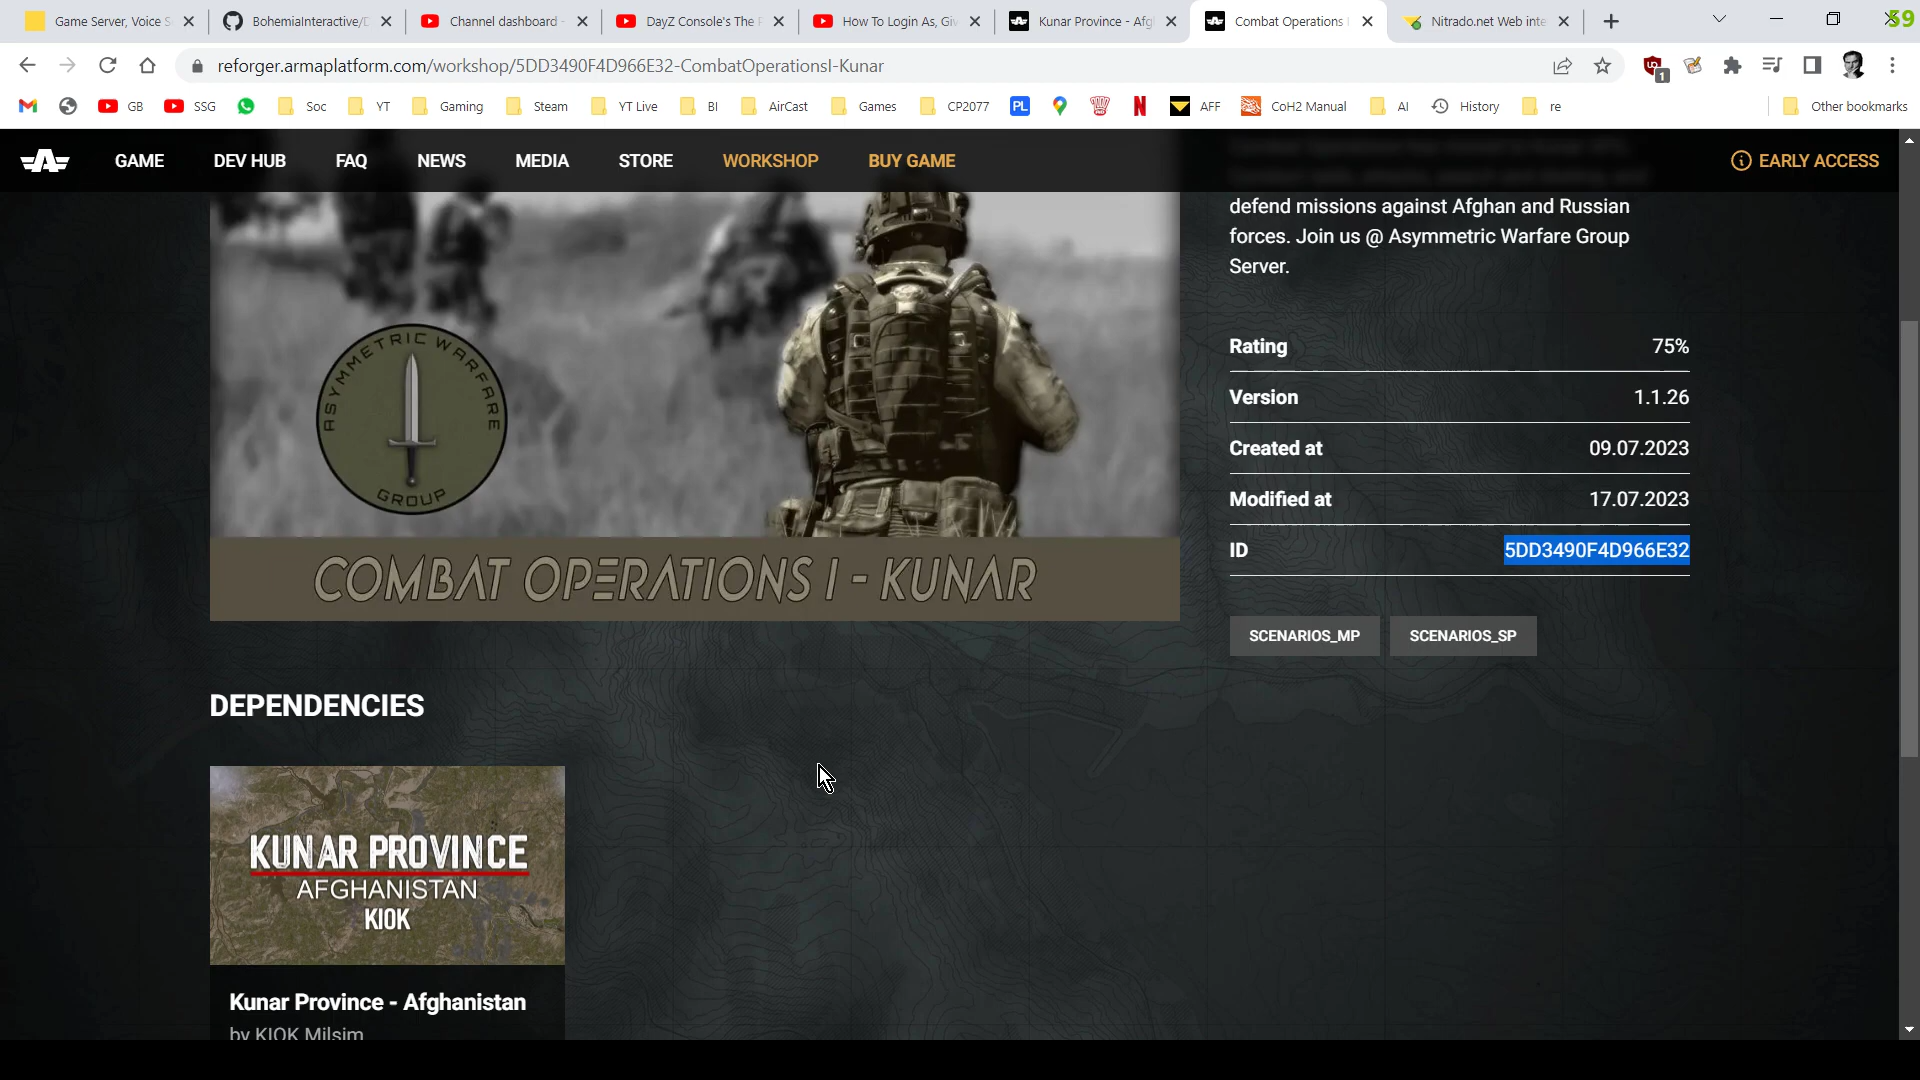 Game Server, Voice S
BohemiaInteractive/D
Channel dashboard -
DayZ Console's The F
How To Login As, Giv
Kunar Province - Afg
Combat Operations I
Nitrado.net Web inte
59
reforger.armaplatform.com/workshop/5DD3490F4D966E32-CombatOperationsI-Kunar
1
GB
SSG
Soc
YT
Gaming
Steam
YT Live
BI
AirCast
Games
CP2077
PL
AFF
CoH2 Manual
AI
History
re
Other bookmarks
GAME
DEV HUB
FAQ
NEWS
MEDIA
STORE
WORKSHOP
BUY GAME
EARLY ACCESS
defend missions against Afghan and Russian
forces. Join us @ Asymmetric Warfare Group
Server.
Rating 75%
Version 1.1.26
Created at 09.07.2023
Modified at 17.07.2023
ID 5DD3490F4D966E32
SCENARIOS_MP
SCENARIOS_SP
ASYMMETRIC WARFARE
GROUP
COMBAT OPERATIONS I - KUNAR
DEPENDENCIES
KUNAR PROVINCE
AFGHANISTAN
KIOK
Kunar Province - Afghanistan
by KIOK Milsim